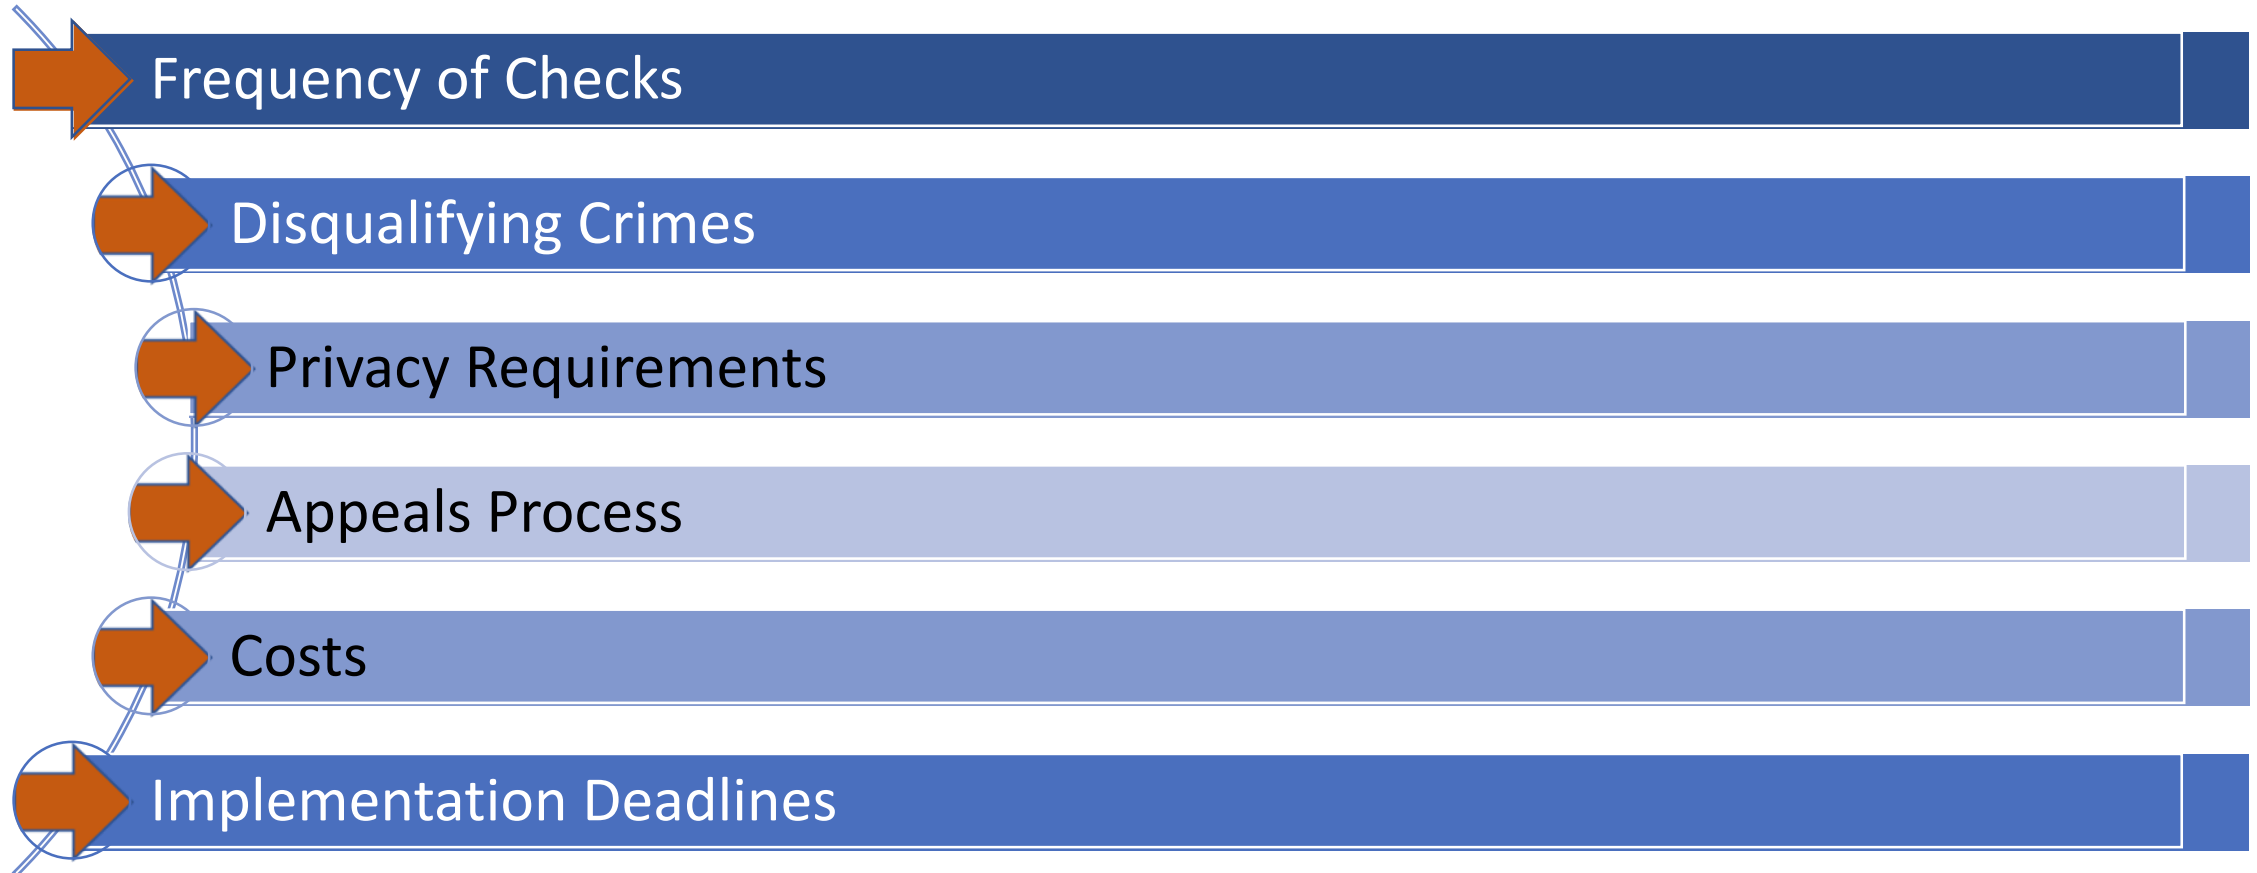 Frequency of Checks
Disqualifying Crimes
Privacy Requirements
Appeals Process
Costs
Implementation Deadlines